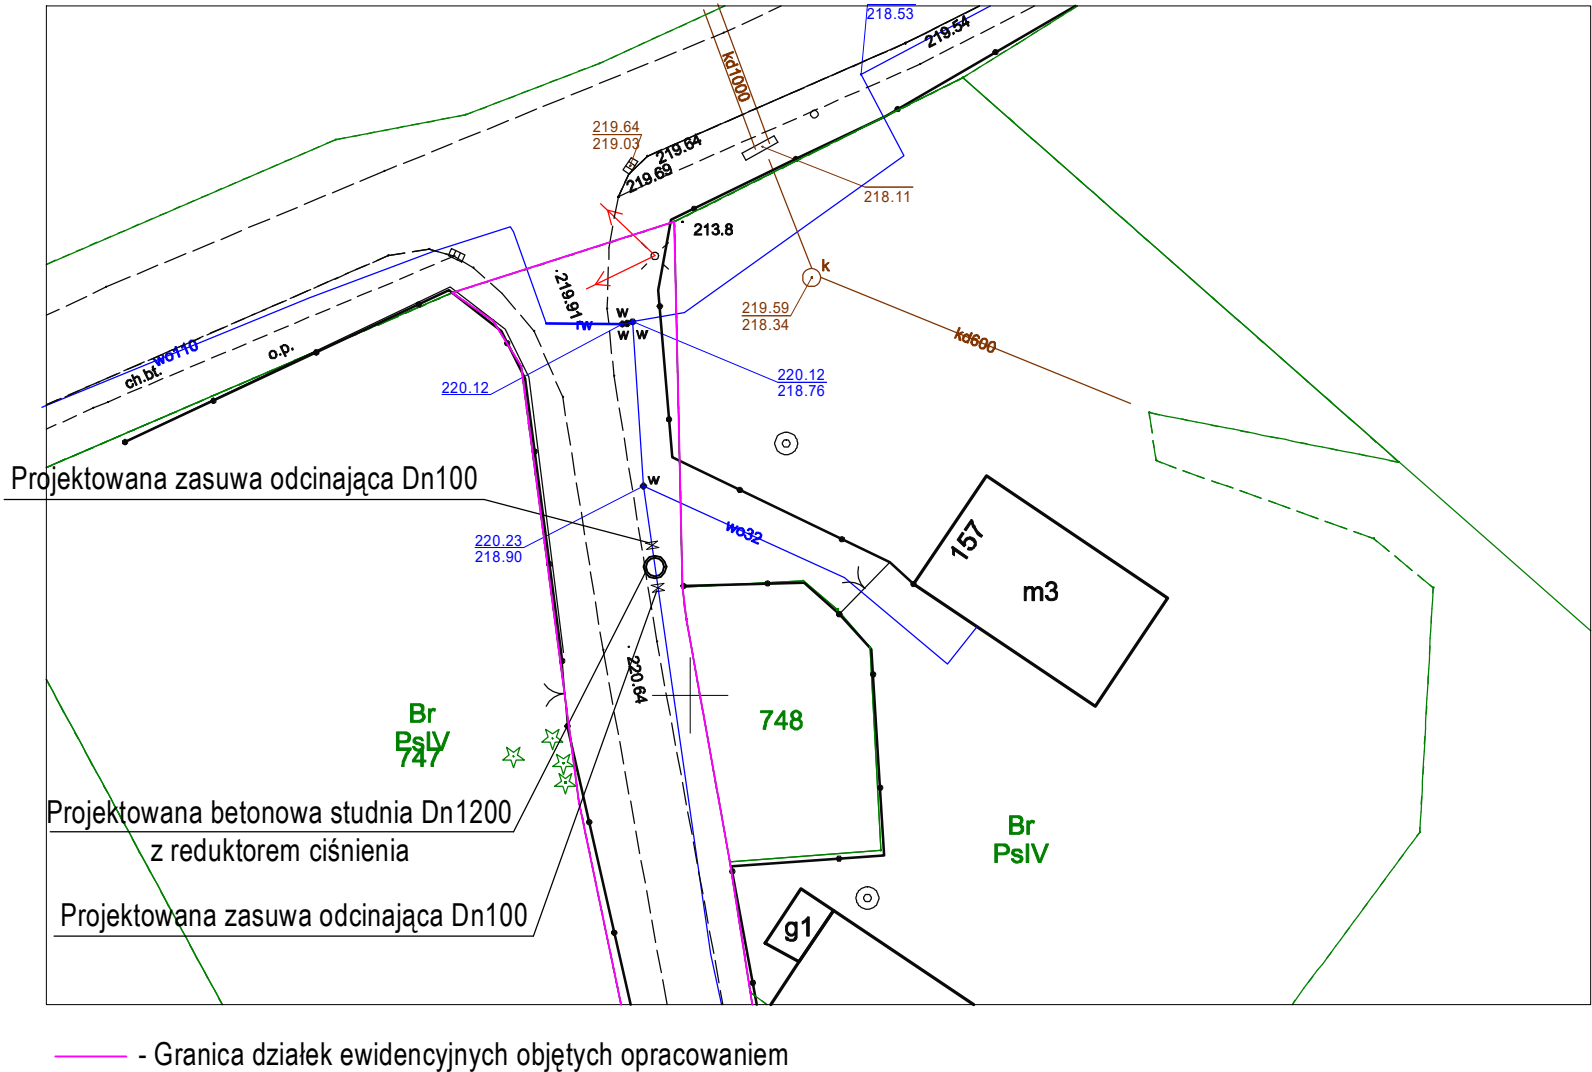 218.53
219.54
kd1000
219.64
219.03
219.64
219.69
218.11
213.8
k
.219.91
219.59
218.34
w
rw
w
w
kd600
wo110
o.p.
ch.bt.
220.12
220.12
218.76
Projektowana zasuwa odcinająca Dn100
w
220.23
218.90
wo32
157
m3
. 220.64
Br
PsIV
747
748
Projektowana betonowa studnia Dn1200
z reduktorem ciśnienia
Br
PsIV
Projektowana zasuwa odcinająca Dn100
g1
- Granica działek ewidencyjnych objętych opracowaniem